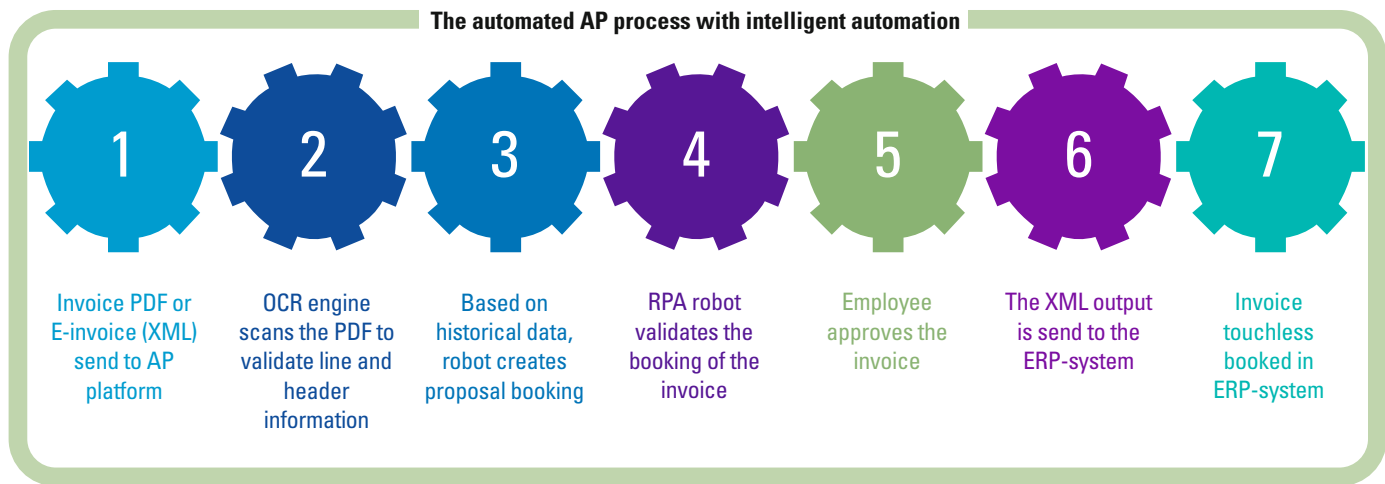 The automated AP process with intelligent automation
1
2
3
4
5
6
7
Invoice PDF or
E-invoice (XML)
send to AP
platform
OCR engine
scans the PDF to
validate line and
header
information
Based on
historical data,
robot creates
proposal booking
RPA robot
validates the
booking of the
invoice
Employee
approves the
invoice
The XML output
is send to the
ERP-system
Invoice
touchless
booked in
ERP-system